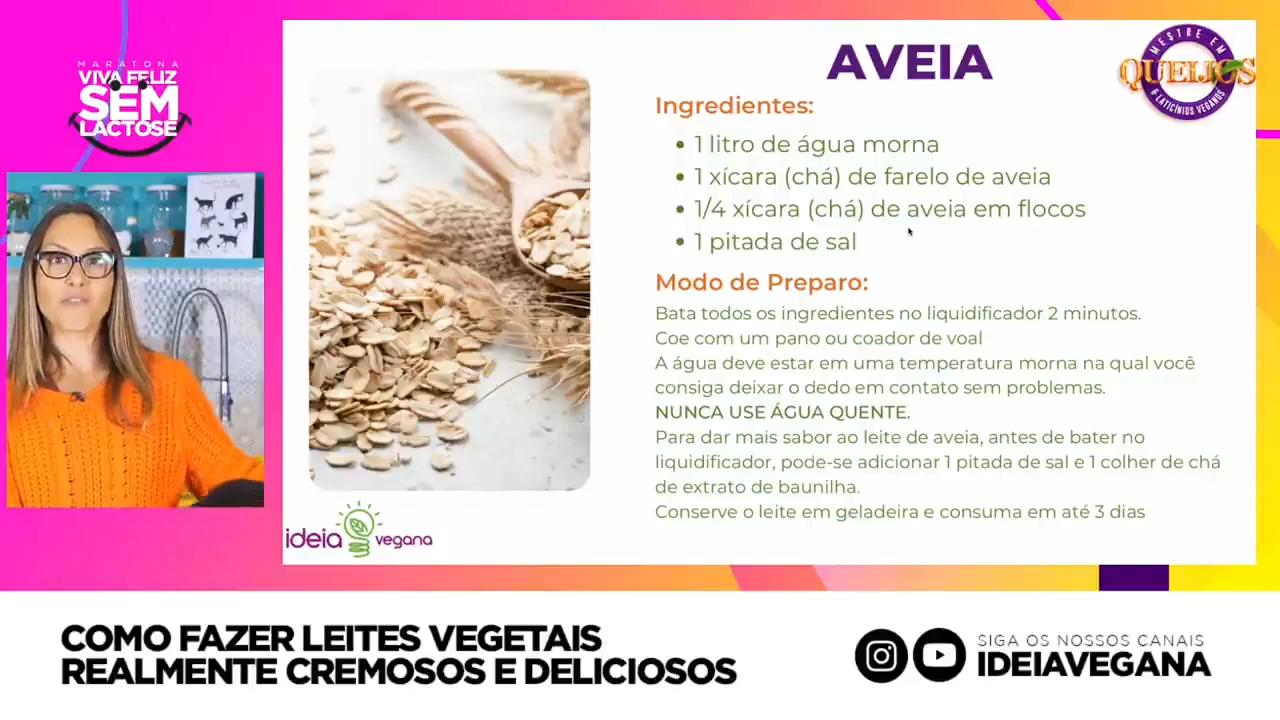 MARATONA
VIVA FELIZ
SEM
LACTOSE
AVEIA
MESTRE EM
QUEIJOS
& LATICÍNIOS VEGANOS
Ingredientes:
• 1 litro de água morna
• 1 xícara (chá) de farelo de aveia
• 1/4 xícara (chá) de aveia em flocos
• 1 pitada de sal
Modo de Preparo:
Bata todos os ingredientes no liquidificador 2 minutos.
Coe com um pano ou coador de voal
A água deve estar em uma temperatura morna na qual você
consiga deixar o dedo em contato sem problemas.
NUNCA USE ÁGUA QUENTE.
Para dar mais sabor ao leite de aveia, antes de bater no
liquidificador, pode-se adicionar 1 pitada de sal e 1 colher de chá
de extrato de baunilha.
Conserve o leite em geladeira e consuma em até 3 dias
ideia vegana
COMO FAZER LEITES VEGETAIS
REALMENTE CREMOSOS E DELICIOSOS
SIGA OS NOSSOS CANAIS
IDEIAVEGANA